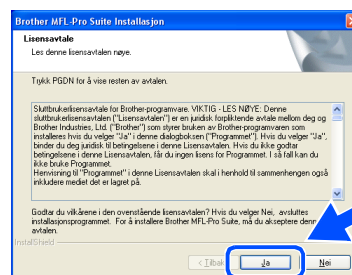 Brother MFL-Pro Suite Installasjon
Lisensavtale
Les denne lisensavtalen nøye.
Trykk PGDN for å vise resten av avtalen.
Sluttbrukerlisensavtale for Brother-programvare. VIKTIG - LES NØYE: Denne
sluttbrukerlisensavtalen ("Lisensavtalen") er en juridisk forpliktende avtale mellom deg og
Brother Industries, Ltd. ("Brother") som styrer bruken av Brother-programvaren som
installeres hvis du velger "Ja" i denne dialogboksen ("Programmet"). Hvis du velger "Ja",
binder du deg juridisk til betingelsene i denne Lisensavtalen. Hvis du ikke godtar
betingelsene i denne Lisensavtalen, får du ingen lisens for Programmet. I så fall kan du
ikke bruke Programmet.
Henvisning til "Programmet" i denne Lisensavtalen skal i henhold til sammenhengen også
inkludere mediet det er lagret på.
Godtar du vilkårene i den ovenstående lisensavtalen? Hvis du velger Nei, avsluttes
installasjonsprogrammet. For å installere Brother MFL-Pro Suite, må du akseptere denne
avtalen.
InstallShield
< Tilbak
Ja
Nei